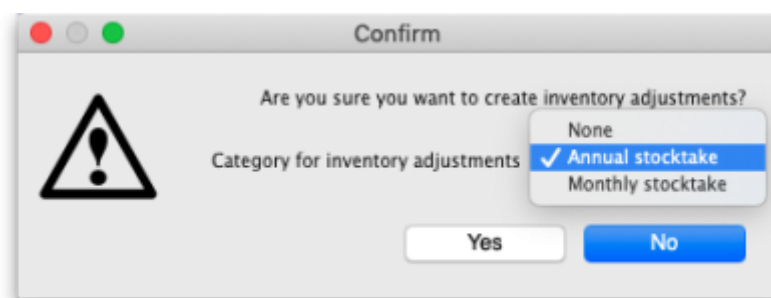 Confirm
Are you sure you want to create inventory adjustments?
None
Category for inventory adjustments
Annual stocktake
Monthly stocktake
Yes
No